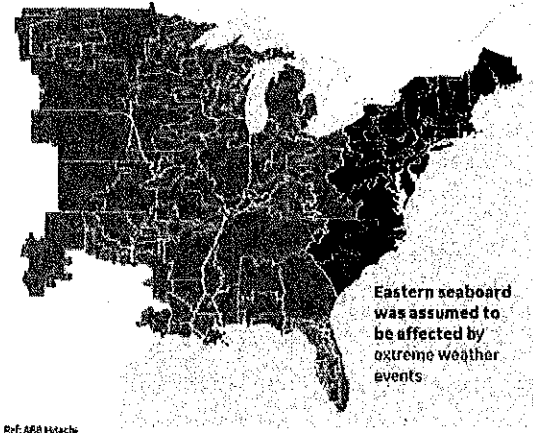 Eastern seaboard
was assumed to
be affected by
extreme weather
events
Ref: ABB Hitachi